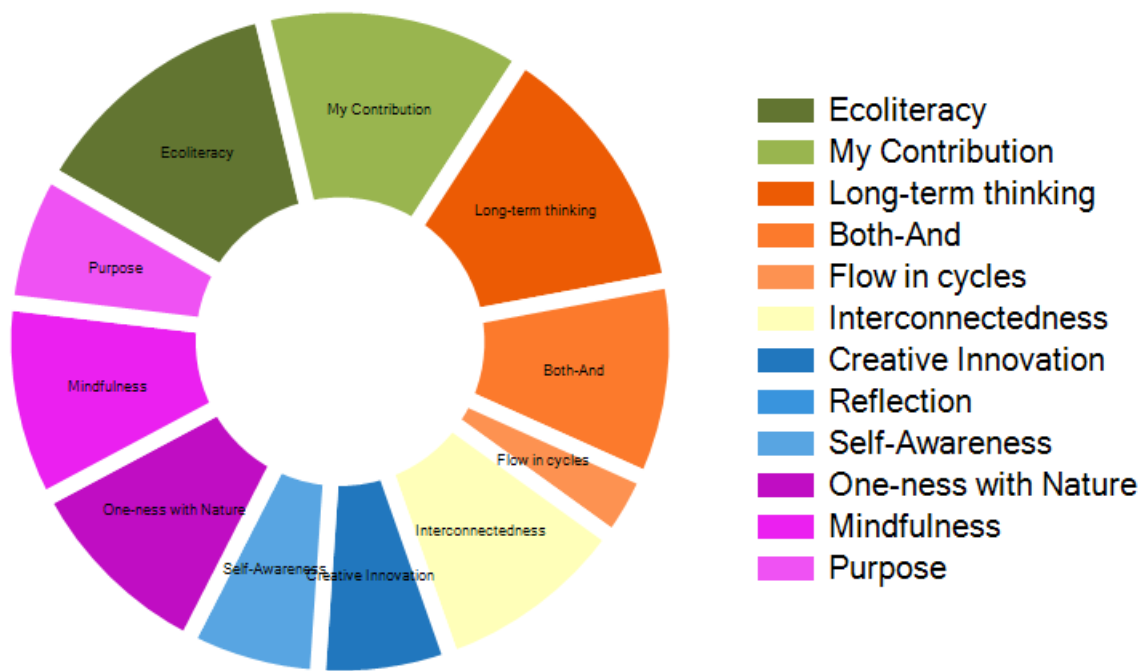 My Contribution
Ecoliteracy
Long-term thinking
Purpose
Both-And
Mindfulness
Flow in cycles
One-ness with Nature
Interconnectedness
Self-Awareness
Creative Innovation
Ecoliteracy
My Contribution
Long-term thinking
Both-And
Flow in cycles
Interconnectedness
Creative Innovation
Reflection
Self-Awareness
One-ness with Nature
Mindfulness
Purpose